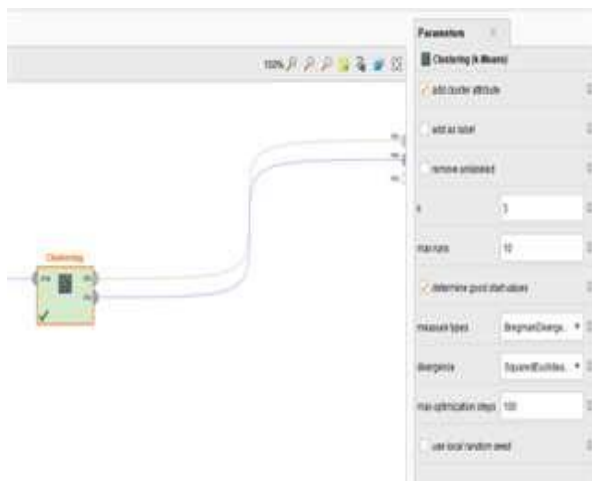 Parameters
100%
Clustering (k-Means)
add cluster attribute
add as label
remove unlabeled
k
max runs 10
determine good start values
measure types BregmanDiverge..
divergence SquaredEuclidea..
max optimization steps 100
use local random seed
Clustering